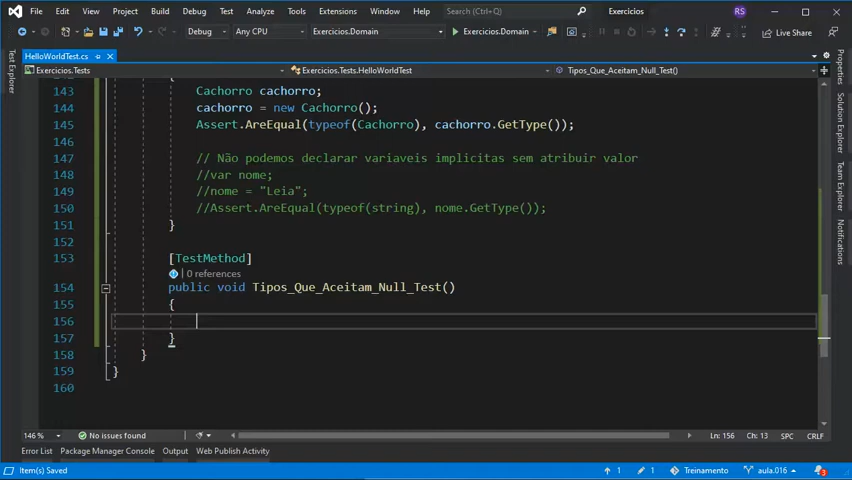 File Edit View Git Project Build Debug Test Analyze Tools Extensions Window Help Search (Ctrl+Q) Exercicios RS
Debug Any CPU Exercicios.Domain Exercicios.Domain Live Share
HelloWorldTest.cs
Exercicios.Tests Exercicios.Tests.HelloWorldTest Tipos_Que_Aceitam_Null_Test()
Test Explorer
Properties
Solution Explorer
Team Explorer
Notifications
143 Cachorro cachorro;
144 cachorro = new Cachorro();
145 Assert.AreEqual(typeof(Cachorro), cachorro.GetType());
146
147 // Não podemos declarar variaveis implicitas sem atribuir valor
148 //var nome;
149 //nome = "Leia";
150 //Assert.AreEqual(typeof(string), nome.GetType());
151 }
152
153 [TestMethod]
0 references
154 public void Tipos_Que_Aceitam_Null_Test()
155 {
156
157 }
158 }
159 }
160
146 % No issues found Ln: 156 Ch: 13 SPC CRLF
Error List Package Manager Console Output Web Publish Activity
Item(s) Saved 1 1 Treinamento aula.016 3